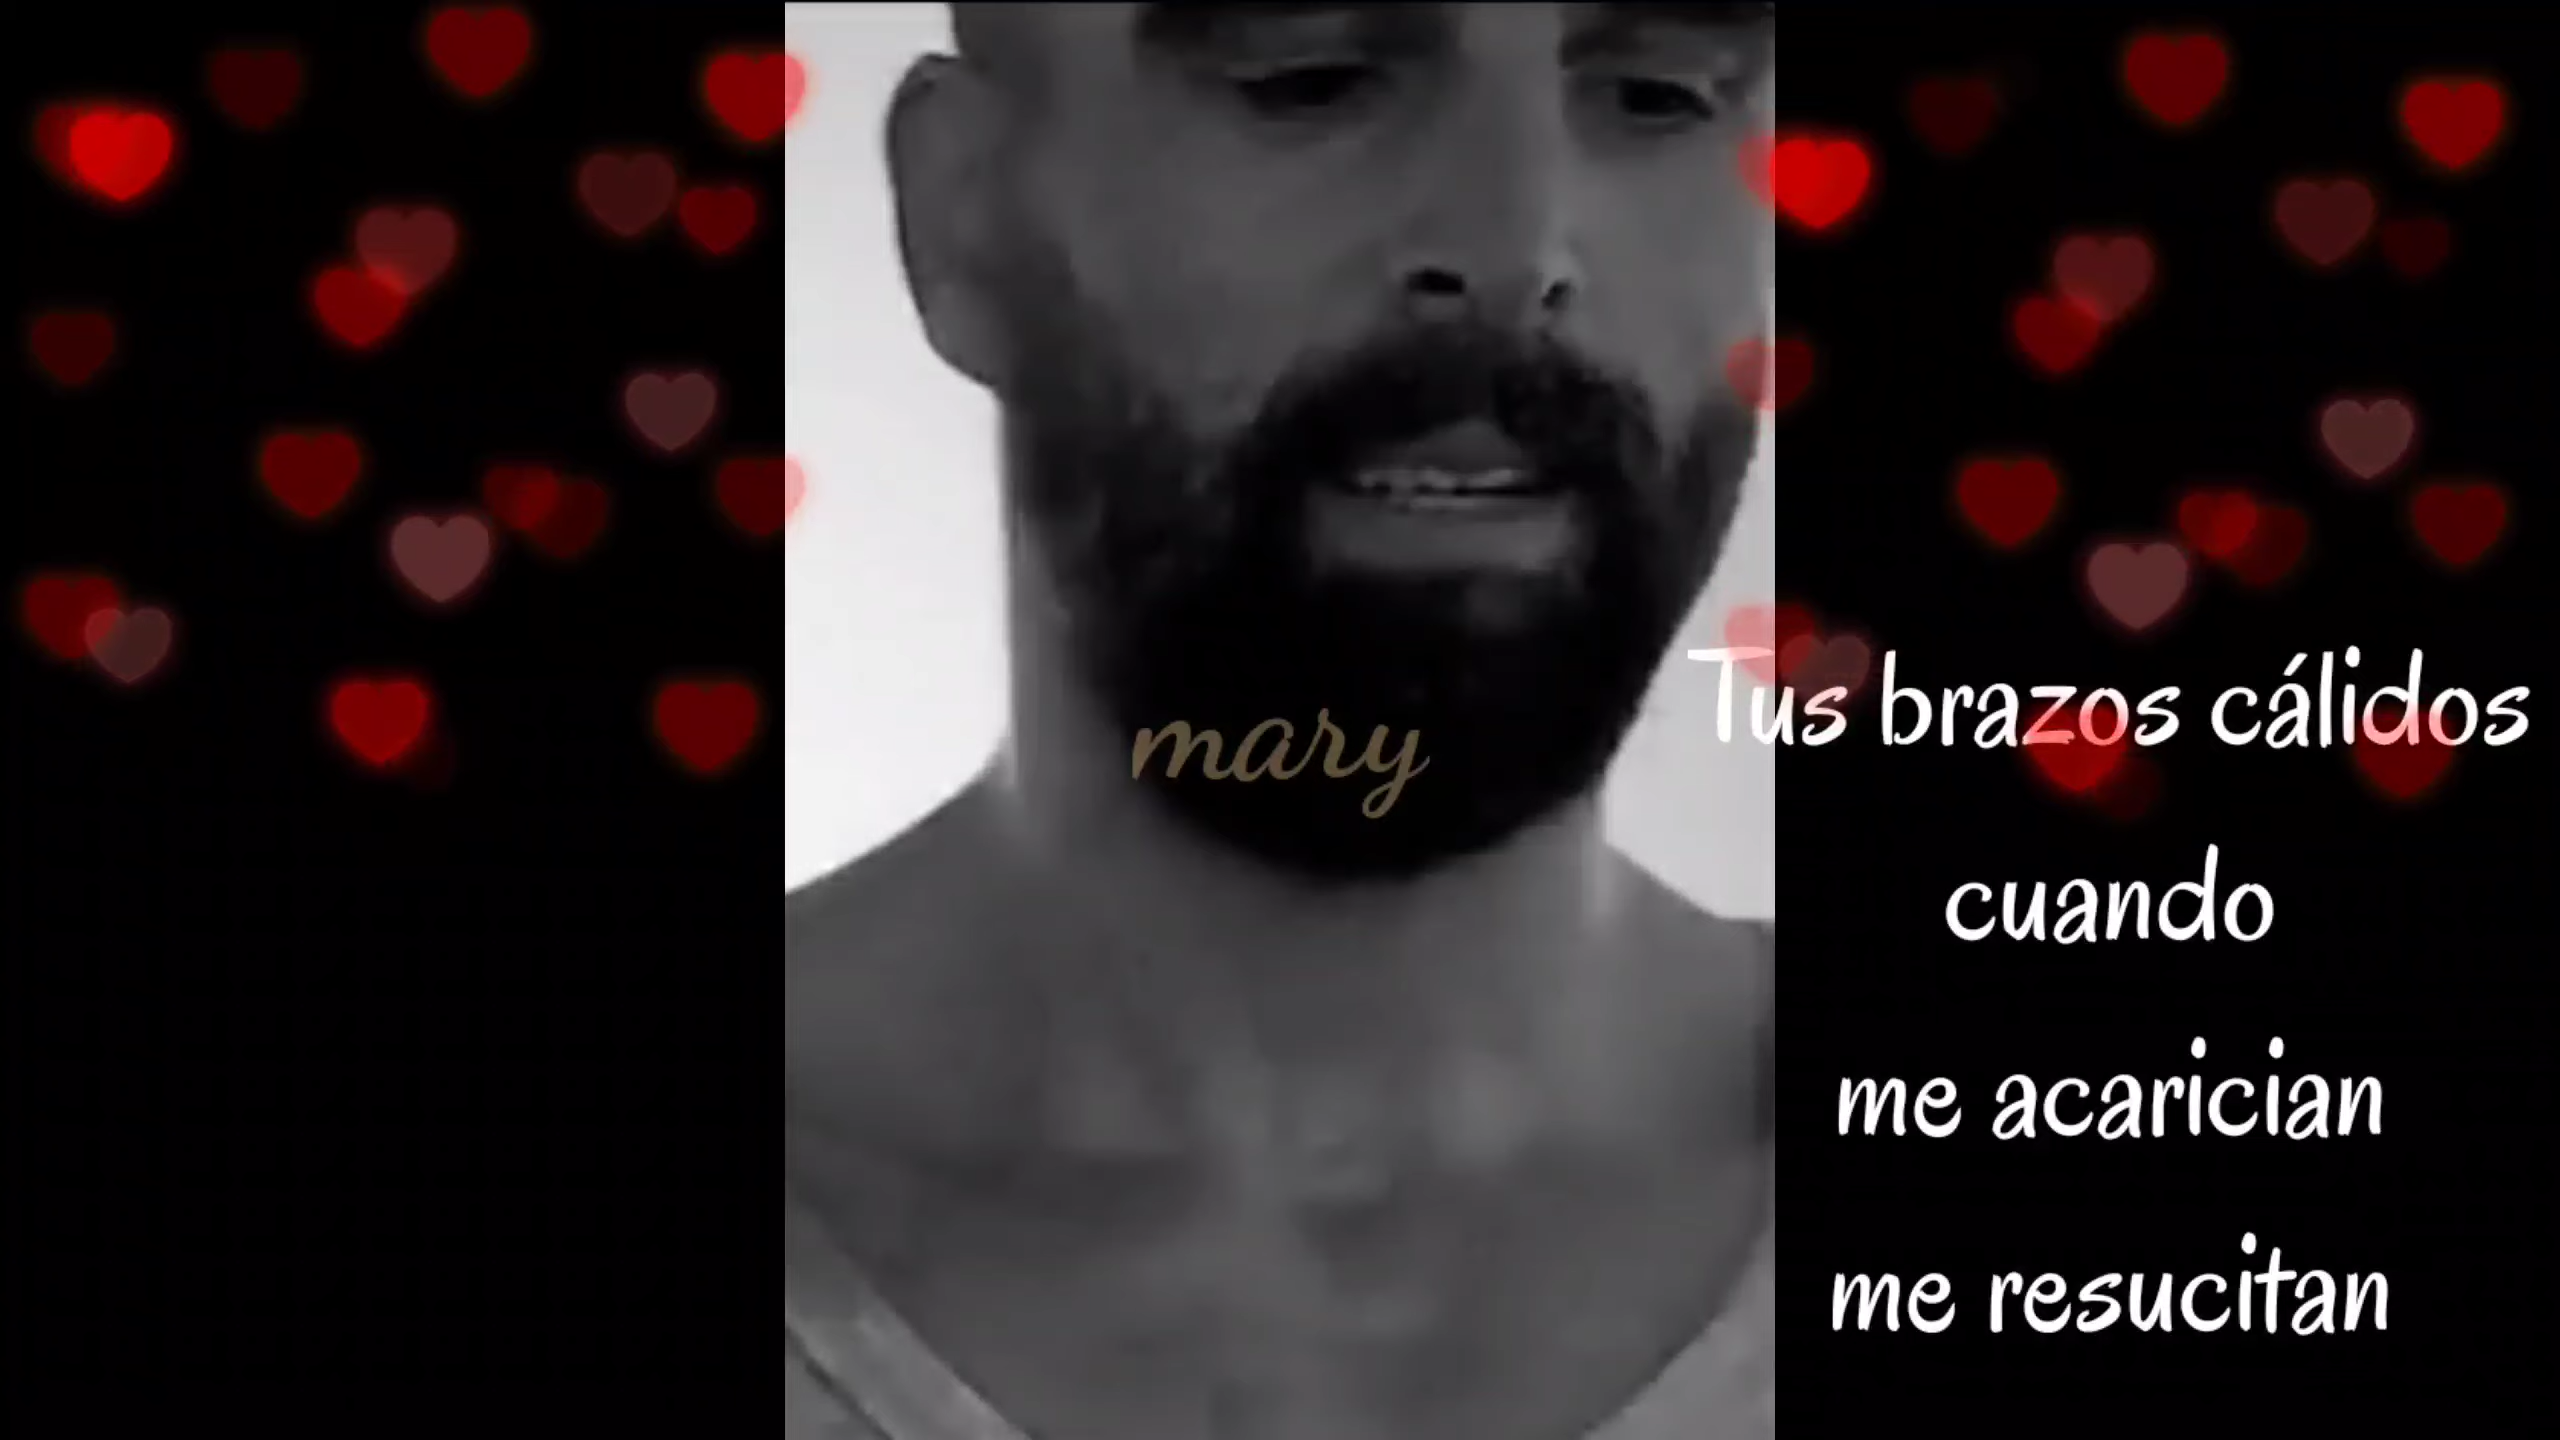 mary
Tus brazos cálidos
cuando
me acarician
me resucitan